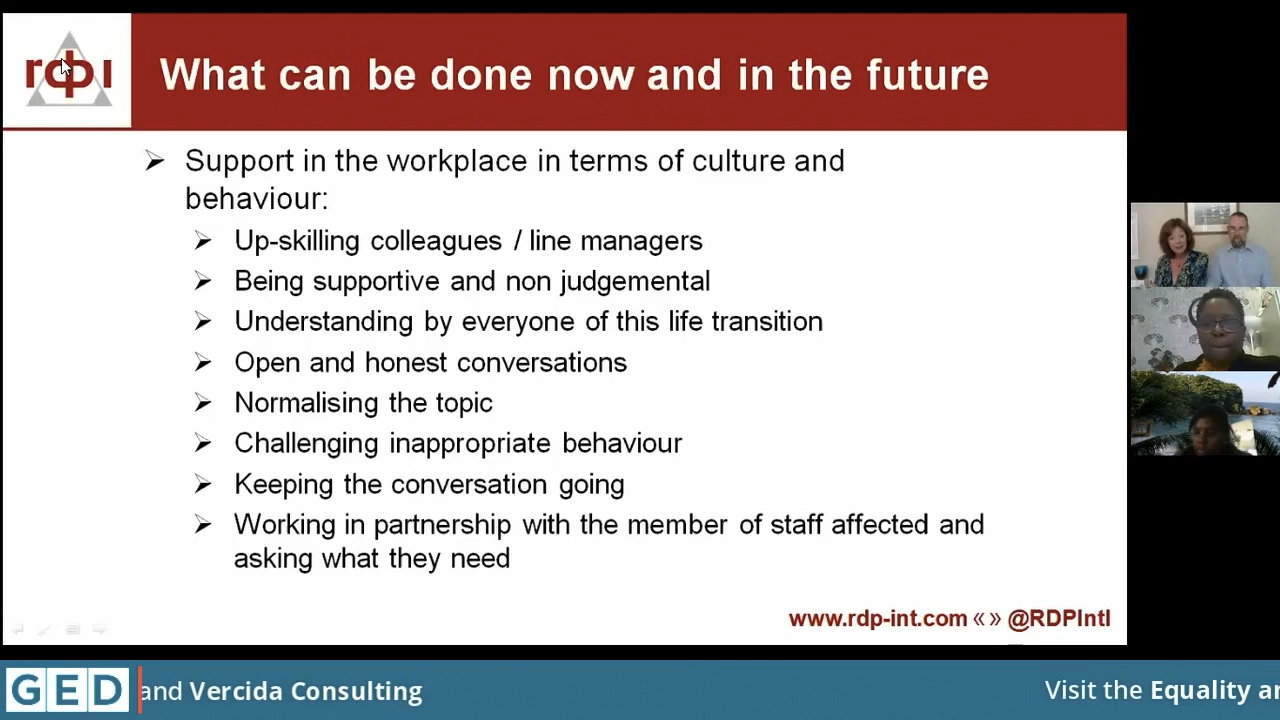 rdpI
What can be done now and in the future
Support in the workplace in terms of culture and
behaviour:
Up-skilling colleagues / line managers
Being supportive and non judgemental
Understanding by everyone of this life transition
Open and honest conversations
Normalising the topic
Challenging inappropriate behaviour
Keeping the conversation going
Working in partnership with the member of staff affected and
asking what they need
www.rdp-int.com «» @RDPIntl
GED and Vercida Consulting Visit the Equality a